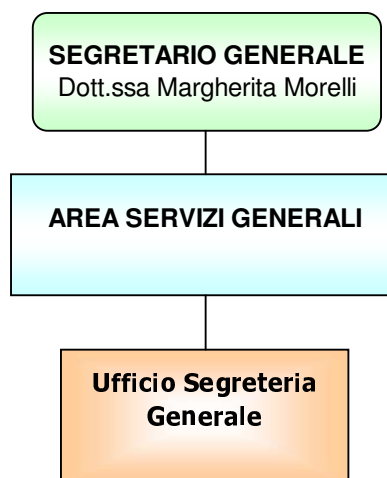 SEGRETARIO GENERALE
Dott.ssa Margherita Morelli
AREA SERVIZI GENERALI
Ufficio Segreteria
Generale